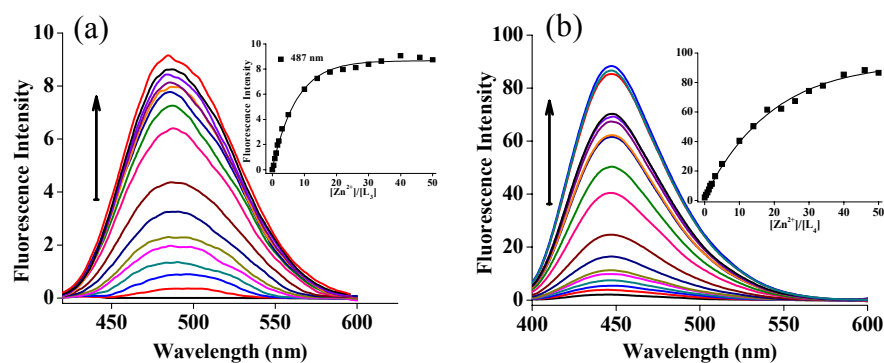 (a)
Fluorescence Intensity
10
8
6
4
2
0
450 500 550 600
Wavelength (nm)
Fluorescence Intensity
10
8
6
4
2
0
487 nm
0 10 20 30 40 50
[Zn²⁺]/[L₃]
(b)
Fluorescence Intensity
100
80
60
40
20
0
400 450 500 550 600
Wavelength (nm)
Fluorescence Intensity
100
80
60
40
20
0
0 10 20 30 40 50
[Zn²⁺]/[L₄]